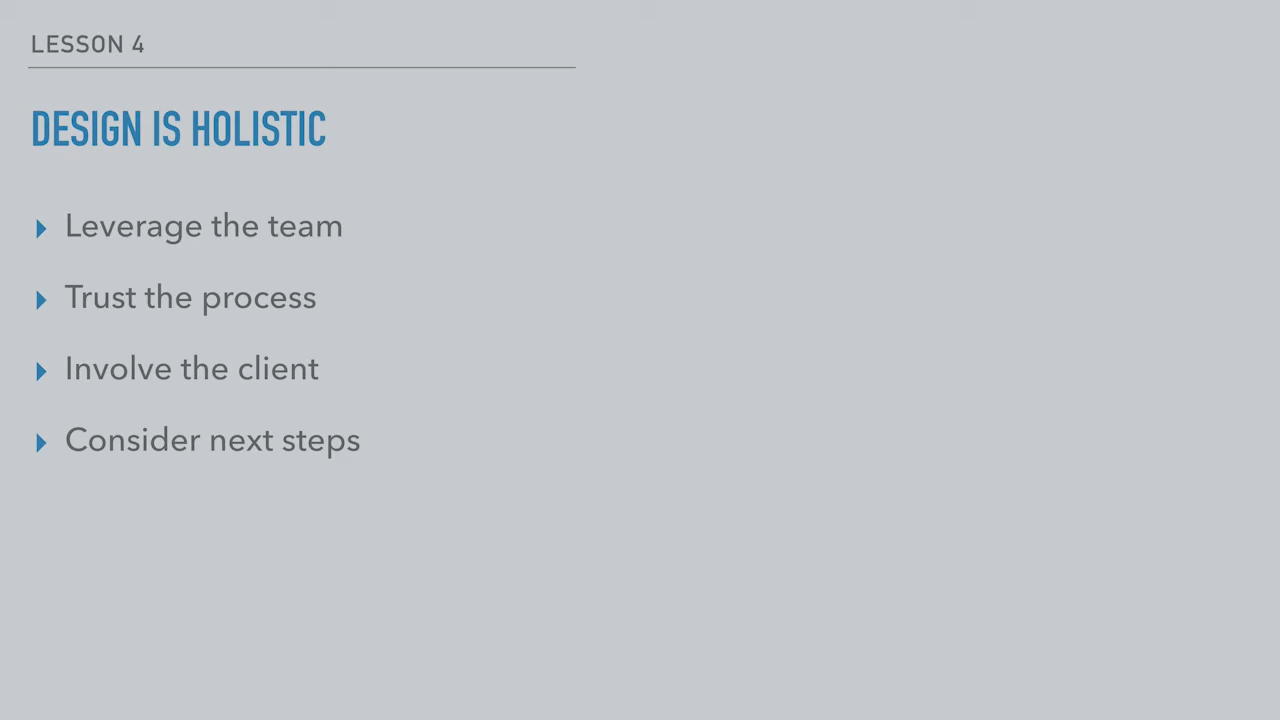 LESSON 4
DESIGN IS HOLISTIC
Leverage the team
Trust the process
Involve the client
Consider next steps